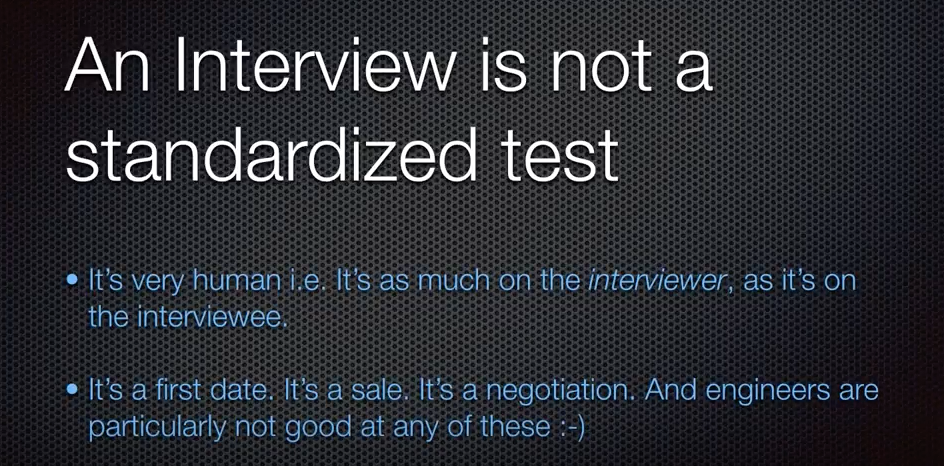 An Interview is not a
standardized test
• It's very human i.e. It's as much on the interviewer, as it's on
the interviewee.
• It's a first date. It's a sale. It's a negotiation. And engineers are
particularly not good at any of these :-)